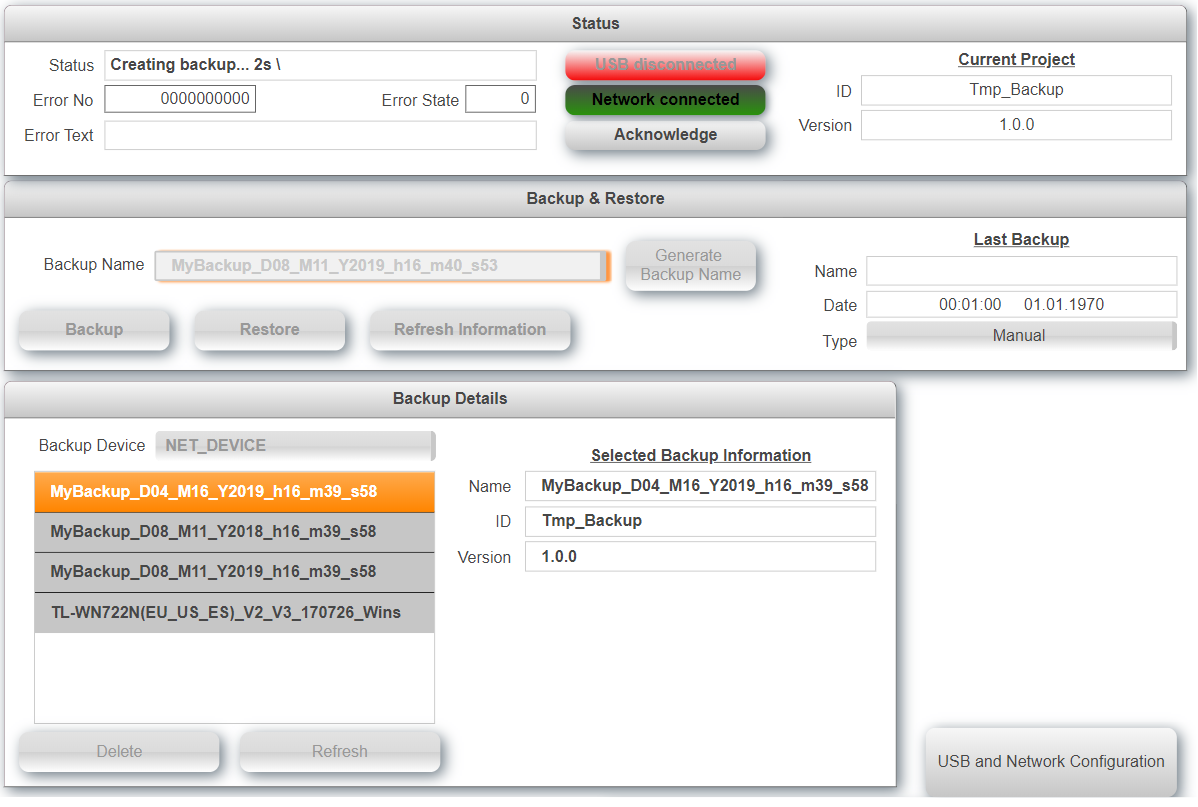 Status
Status Creating backup... 2s \
USB disconnected
Current Project
Error No 0000000000 Error State 0
Network connected
ID Tmp_Backup
Error Text
Acknowledge
Version 1.0.0
Backup & Restore
Backup Name MyBackup_D08_M11_Y2019_h16_m40_s53
Generate
Backup Name
Last Backup
Name
Date 00:01:00 01.01.1970
Type Manual
Backup Restore Refresh Information
Backup Details
Backup Device NET_DEVICE
MyBackup_D04_M16_Y2019_h16_m39_s58
MyBackup_D08_M11_Y2018_h16_m39_s58
MyBackup_D08_M11_Y2019_h16_m39_s58
TL-WN722N(EU_US_ES)_V2_V3_170726_Wins
Selected Backup Information
Name MyBackup_D04_M16_Y2019_h16_m39_s58
ID Tmp_Backup
Version 1.0.0
Delete Refresh
USB and Network Configuration